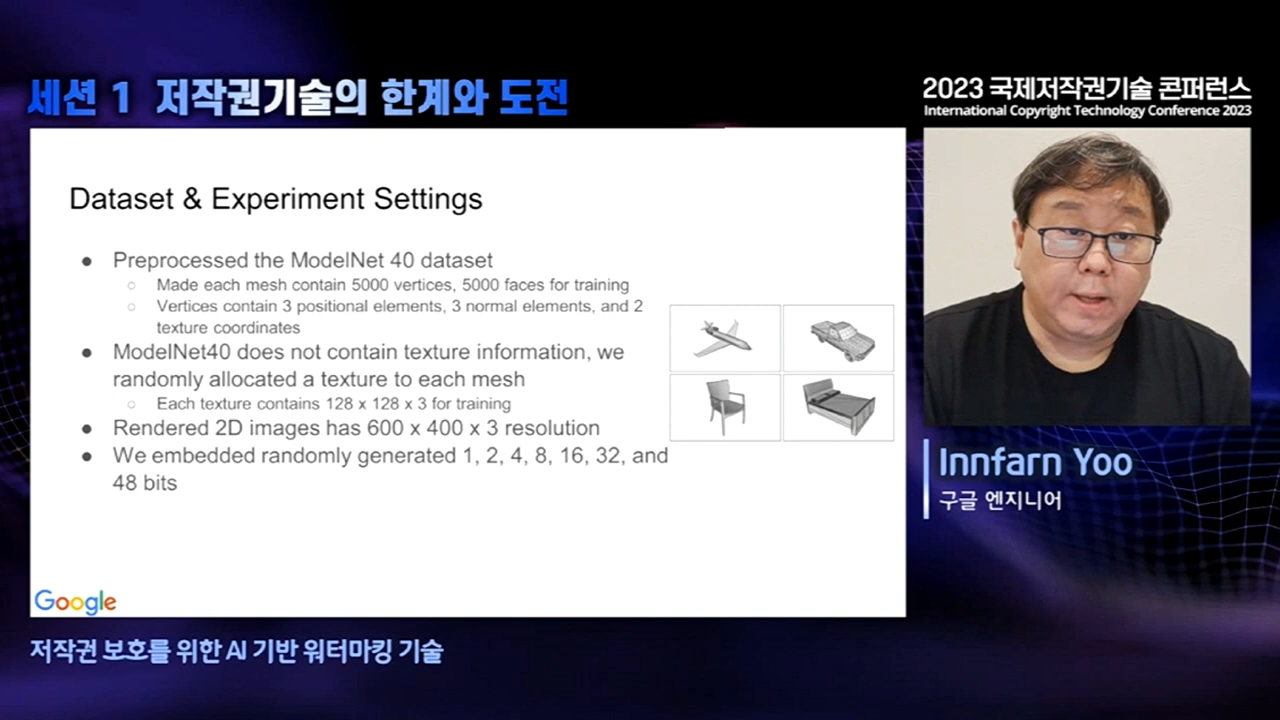 세션 1 저작권기술의 한계와 도전
2023 국제저작권기술 콘퍼런스
International Copyright Technology Conference 2023
Dataset & Experiment Settings
● Preprocessed the ModelNet 40 dataset
○ Made each mesh contain 5000 vertices, 5000 faces for training
○ Vertices contain 3 positional elements, 3 normal elements, and 2
texture coordinates
● ModelNet40 does not contain texture information, we
randomly allocated a texture to each mesh
○ Each texture contains 128 x 128 x 3 for training
● Rendered 2D images has 600 x 400 x 3 resolution
● We embedded randomly generated 1, 2, 4, 8, 16, 32, and
48 bits
Google
Innfarn Yoo
구글 엔지니어
저작권 보호를 위한 AI 기반 워터마킹 기술